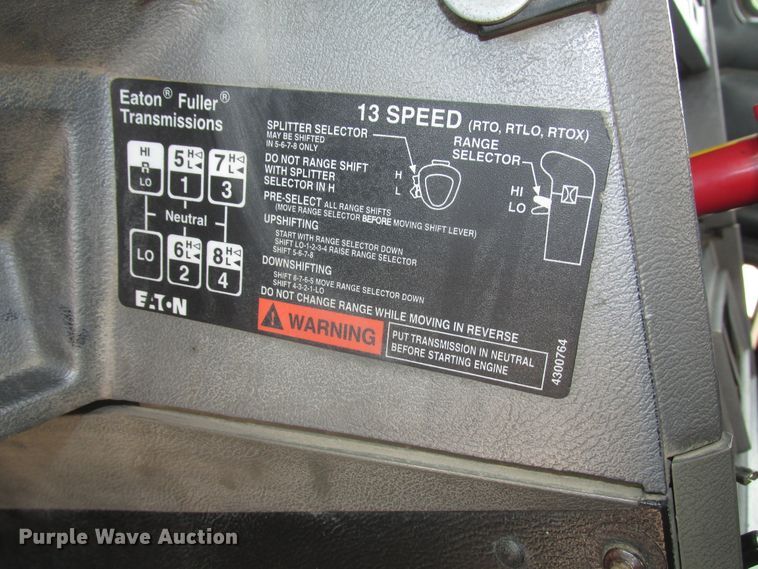 Eaton® Fuller®
Transmissions
13 SPEED (RTO, RTLO, RTOX)
HI
R
LO
5 H L
1
7 H L
3
Neutral
LO
6 H L
2
8 H L
4
EATON
SPLITTER SELECTOR
MAY BE SHIFTED
IN 5-6-7-8 ONLY
DO NOT RANGE SHIFT
WITH SPLITTER
SELECTOR IN H
H
L
RANGE
SELECTOR
HI
LO
PRE-SELECT ALL RANGE SHIFTS
(MOVE RANGE SELECTOR BEFORE MOVING SHIFT LEVER)
UPSHIFTING
START WITH RANGE SELECTOR DOWN
SHIFT LO-1-2-3-4 RAISE RANGE SELECTOR
SHIFT 5-6-7-8
DOWNSHIFTING
SHIFT 8-7-6-5 MOVE RANGE SELECTOR DOWN
SHIFT 4-3-2-1-LO
DO NOT CHANGE RANGE WHILE MOVING IN REVERSE
WARNING
PUT TRANSMISSION IN NEUTRAL
BEFORE STARTING ENGINE
4300764
Purple Wave Auction